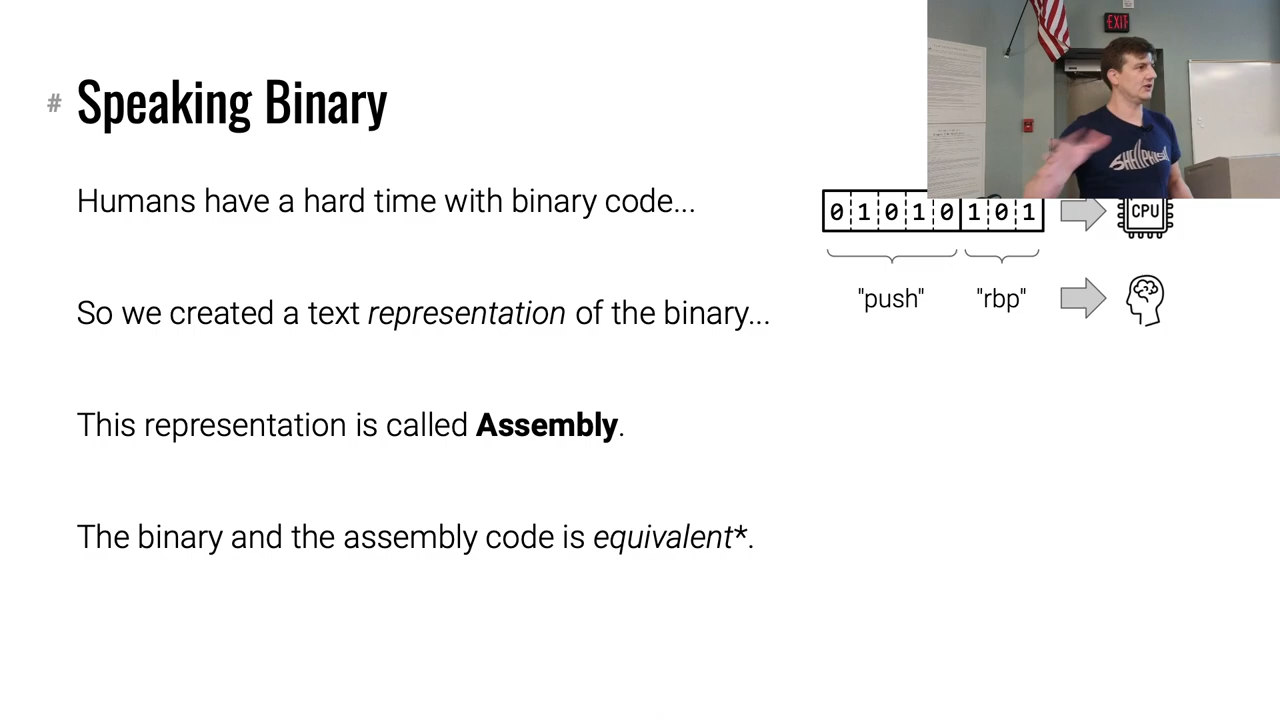 # Speaking Binary
Humans have a hard time with binary code...
0 1 0 1 0 1 0 1
CPU
"push" "rbp"
So we created a text representation of the binary...
This representation is called Assembly.
The binary and the assembly code is equivalent*.
EXIT
SHELLPHISH